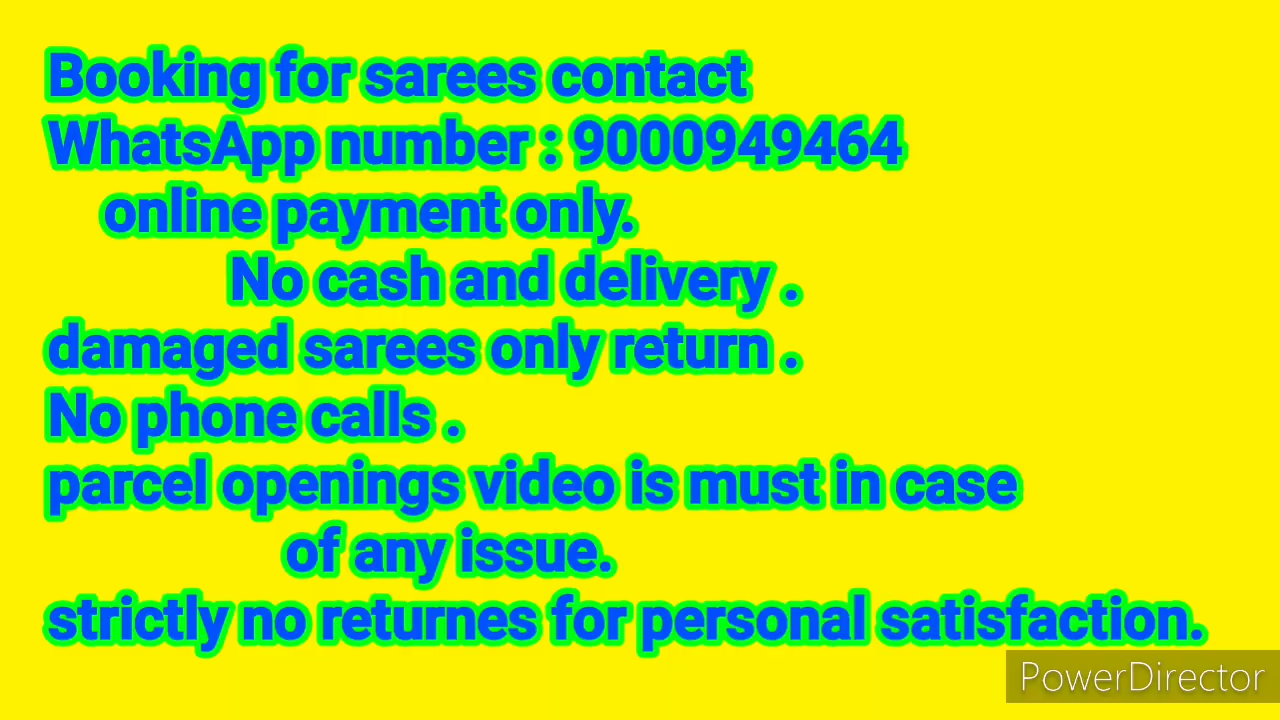 Booking for sarees contact
WhatsApp number : 9000949464
online payment only.
No cash and delivery .
damaged sarees only return .
No phone calls .
parcel openings video is must in case
of any issue.
strictly no returnes for personal satisfaction.
PowerDirector